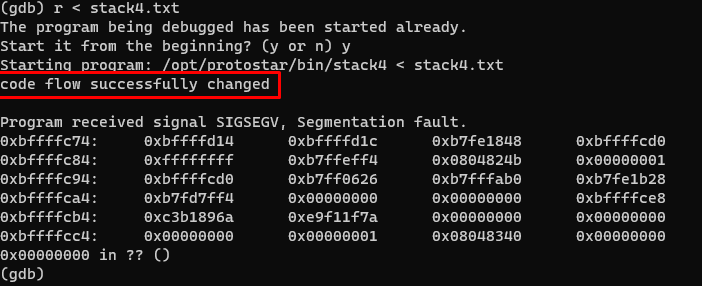 (gdb) r < stack4.txt
The program being debugged has been started already.
Start it from the beginning? (y or n) y
Starting program: /opt/protostar/bin/stack4 < stack4.txt
code flow successfully changed
Program received signal SIGSEGV, Segmentation fault.
0xbffffc74: 0xbffffd14 0xbffffd1c 0xb7fe1848 0xbffffcd0
0xbffffc84: 0xffffffff 0xb7ffeff4 0x0804824b 0x00000001
0xbffffc94: 0xbffffcd0 0xb7ff0626 0xb7fffab0 0xb7fe1b28
0xbffffca4: 0xb7fd7ff4 0x00000000 0x00000000 0xbffffce8
0xbffffcb4: 0xc3b1896a 0xe9f11f7a 0x00000000 0x00000000
0xbffffcc4: 0x00000000 0x00000001 0x08048340 0x00000000
0x00000000 in ?? ()
(gdb)